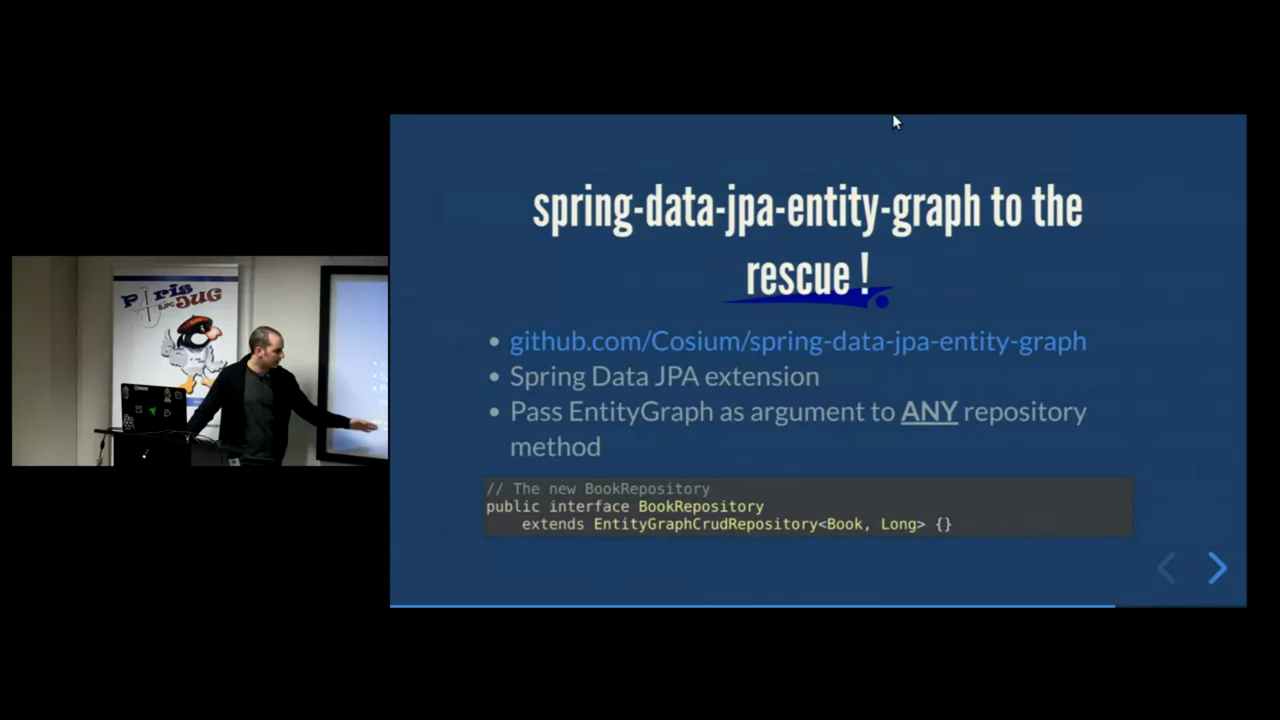 Paris
JUG
spring-data-jpa-entity-graph to the
rescue !
github.com/Cosium/spring-data-jpa-entity-graph
Spring Data JPA extension
Pass EntityGraph as argument to ANY repository
method
// The new BookRepository
public interface BookRepository
extends EntityGraphCrudRepository<Book, Long> {}